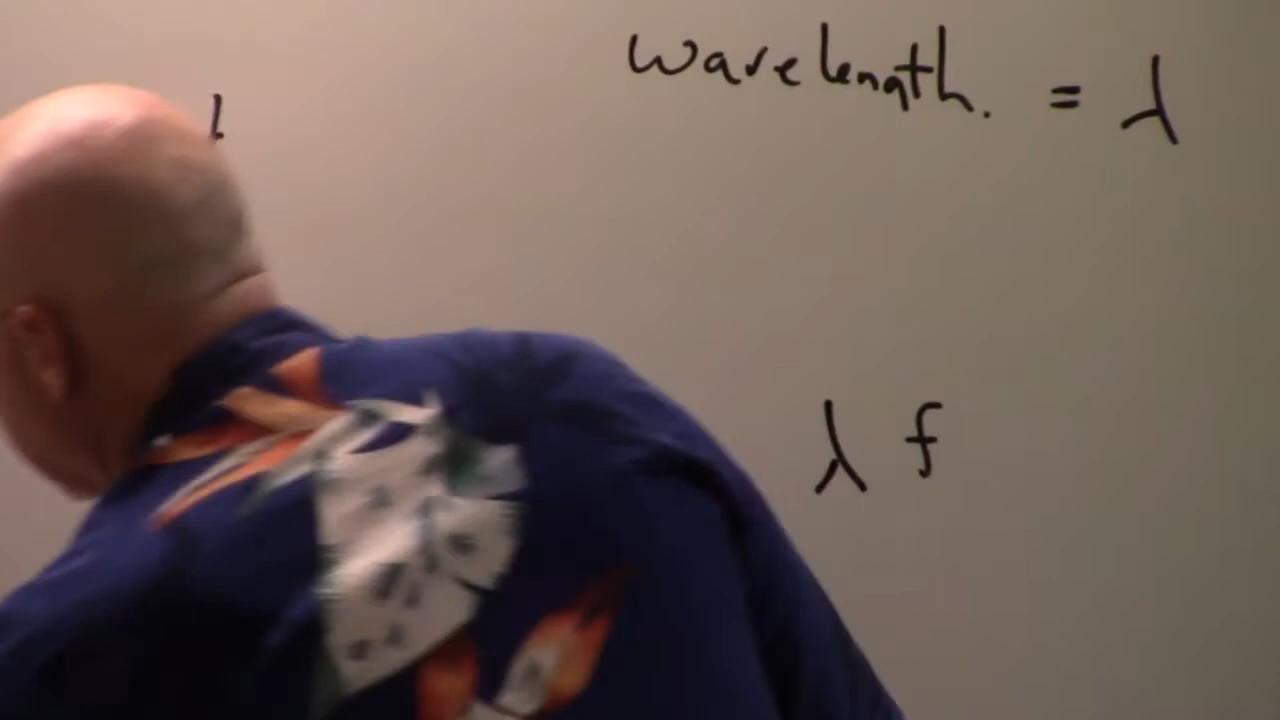 wavelength. = λ
λ f